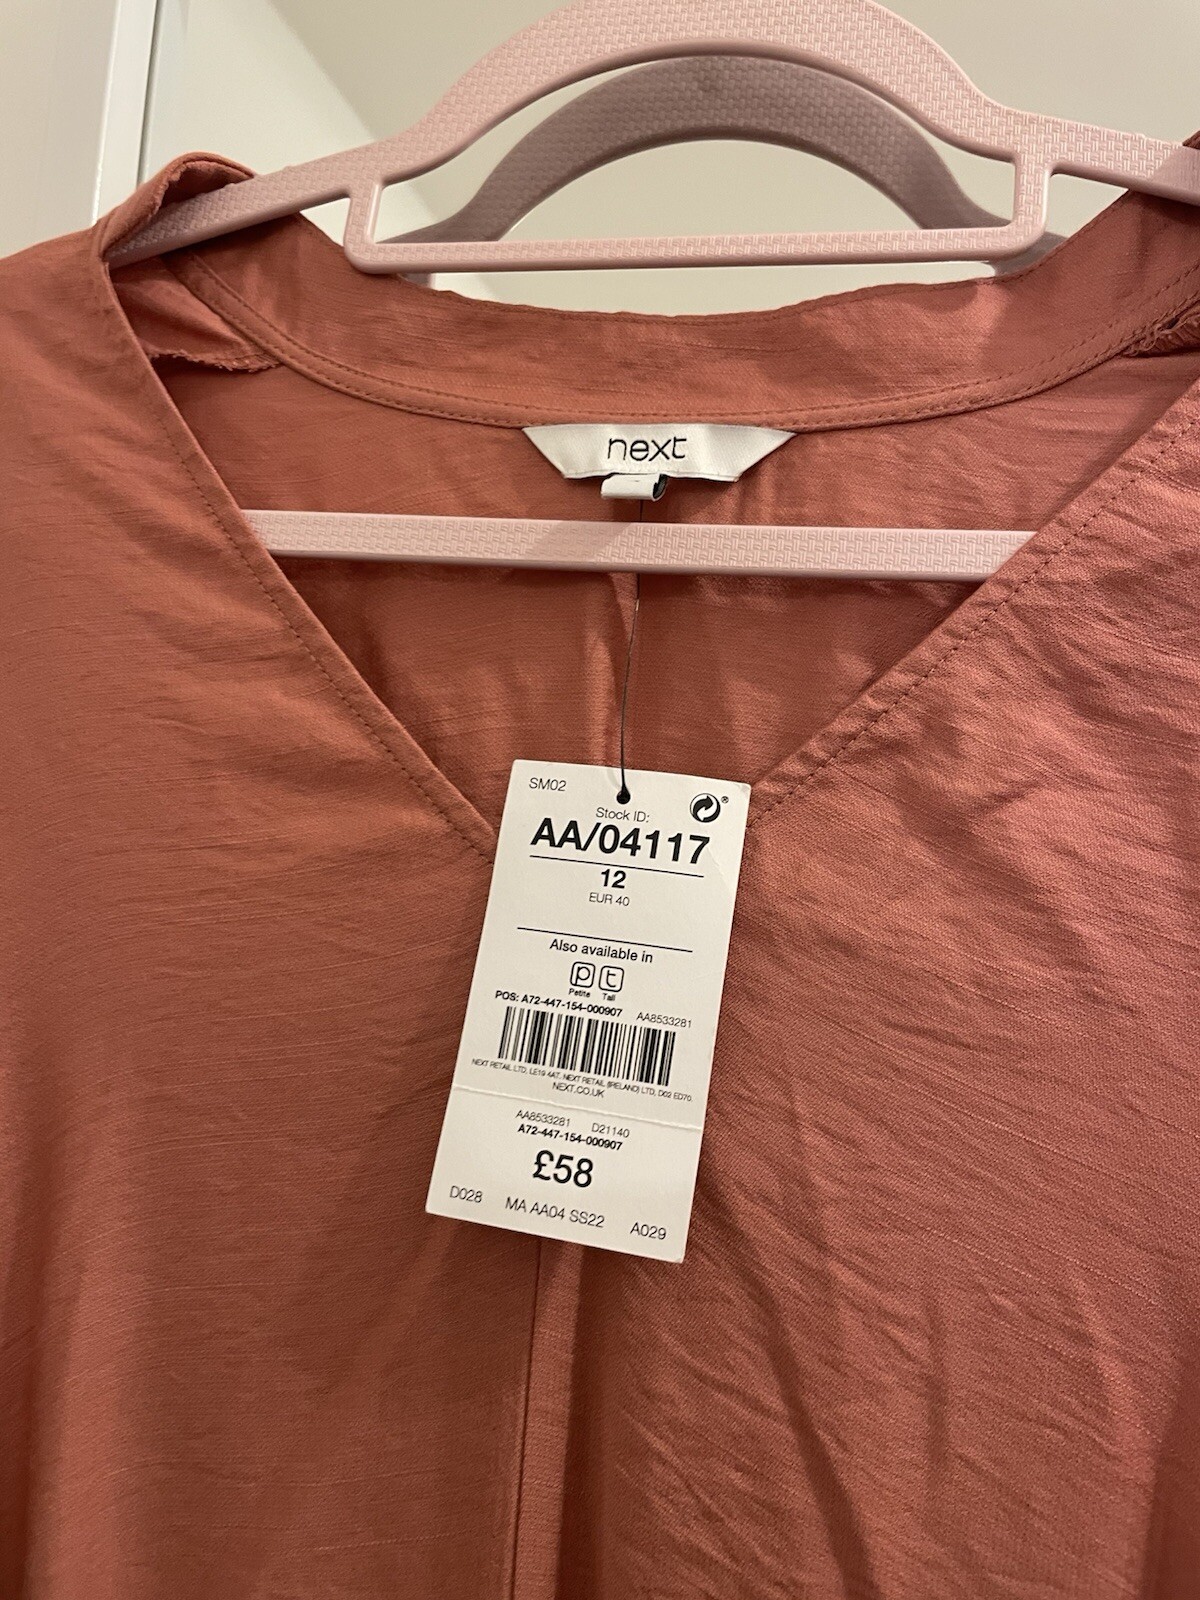 next
SM02
Stock ID:
AA/04117
12
EUR 40
Also available in
p t
Petite Tall
POS: A72-447-154-000907 AA8533281
NEXT RETAIL LTD, LE19 4AT. NEXT RETAIL (IRELAND) LTD, D02 ED70.
NEXT.CO.UK
AA8533281 D21140
A72-447-154-000907
£58
D028 MA AA04 SS22 A029